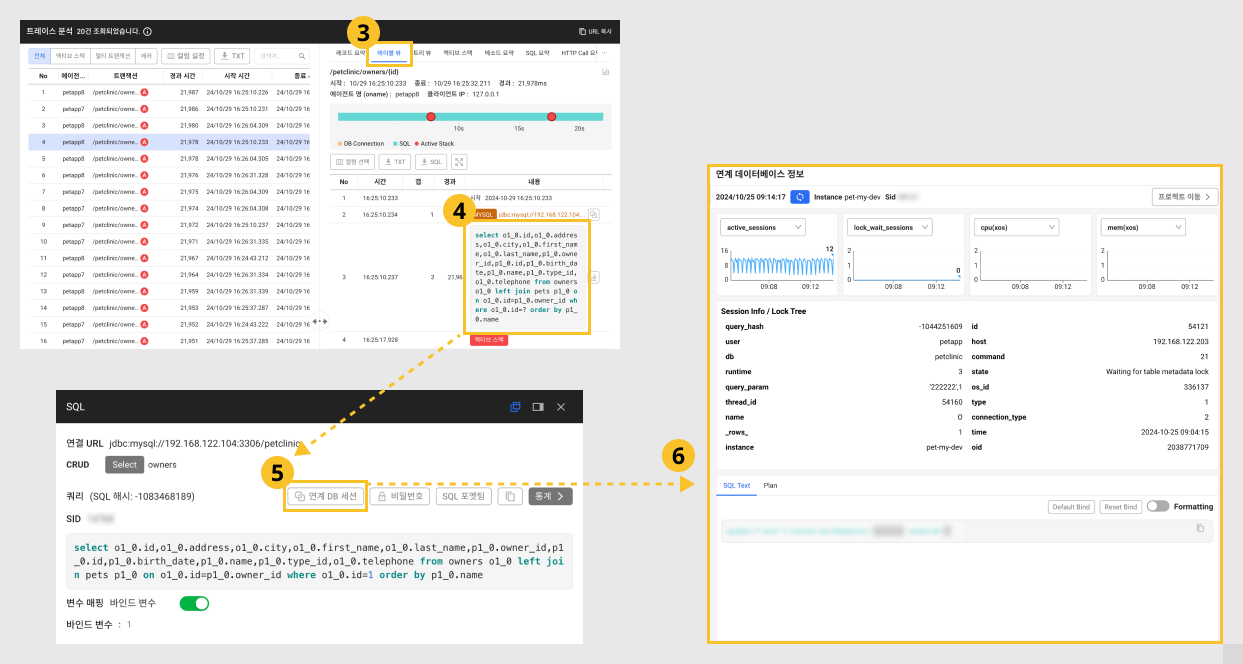 트레이스 분석 20건 조회되었습니다.
URL 복사
3
전체 액티브 스택 멀티 트랜잭션 에러 컬럼 설정 TXT 검색어
No 에이전... 트랜잭션 경과 시간 시작 시간 종료
1 petapp8 /petclinic/owne.. A 21,987 24/10/29 16:25:10.226 24/10/29 16
2 petapp7 /petclinic/owne.. A 21,986 24/10/29 16:25:10.231 24/10/29 16
3 petapp8 /petclinic/owne.. A 21,980 24/10/29 16:26:04.309 24/10/29 16
4 petapp8 /petclinic/owne.. A 21,978 24/10/29 16:25:10.233 24/10/29 16
5 petapp8 /petclinic/owne.. A 21,978 24/10/29 16:26:04.305 24/10/29 16
6 petapp8 /petclinic/owne.. A 21,976 24/10/29 16:26:31.328 24/10/29 16
7 petapp7 /petclinic/owne.. A 21,975 24/10/29 16:26:04.309 24/10/29 16
8 petapp7 /petclinic/owne.. A 21,974 24/10/29 16:26:04.308 24/10/29 16
9 petapp7 /petclinic/owne.. A 21,972 24/10/29 16:25:10.237 24/10/29 16
10 petapp7 /petclinic/owne.. A 21,971 24/10/29 16:26:31.335 24/10/29 16
11 petapp8 /petclinic/owne.. A 21,967 24/10/29 16:24:43.212 24/10/29 16
12 petapp7 /petclinic/owne.. A 21,964 24/10/29 16:26:31.334 24/10/29 16
13 petapp8 /petclinic/owne.. A 21,959 24/10/29 16:26:31.339 24/10/29 16
14 petapp8 /petclinic/owne.. A 21,953 24/10/29 16:25:37.287 24/10/29 16
15 petapp7 /petclinic/owne.. A 21,952 24/10/29 16:24:43.222 24/10/29 16
16 petapp7 /petclinic/owne.. A 21,951 24/10/29 16:25:37.285 24/10/29 16
레코드 요약 테이블 뷰 트리 뷰 액티브 스택 메소드 요약 SQL 요약 HTTP Call 요약 ...
/petclinic/owners/{id}
시작 : 10/29 16:25:10.233 종료 : 10/29 16:25:32.211 경과 : 21,978ms
에이전트 명 (oname) : petapp8 클라이언트 IP : 127.0.0.1
10s 15s 20s
DB Connection SQL Active Stack
컬럼 선택 TXT SQL
No 시간 갭 경과 내용
1 16:25:10.233 시작 2024-10-29 16:25:10.233
4
2 16:25:10.234 1 MYSQL jdbc:mysql://192.168.122.104...
3 16:25:10.237 3 21,96
select o1_0.id,o1_0.addres
s,o1_0.city,o1_0.first_nam
e,o1_0.last_name,p1_0.owne
r_id,p1_0.id,p1_0.birth_da
te,p1_0.name,p1_0.type_id,
o1_0.telephone from owners
o1_0 left join pets p1_0 o
n o1_0.id=p1_0.owner_id wh
ere o1_0.id=? order by p1_
0.name
4 16:25:17.928 액티브 스택
SQL
연결 URL jdbc:mysql://192.168.122.104:3306/petclinic
CRUD Select owners
5
쿼리 (SQL 해시: -1083468189) 연계 DB 세션 비밀번호 SQL 포맷팅 통계
SID
select o1_0.id,o1_0.address,o1_0.city,o1_0.first_name,o1_0.last_name,p1_0.owner_id,p1
_0.id,p1_0.birth_date,p1_0.name,p1_0.type_id,o1_0.telephone from owners o1_0 left joi
n pets p1_0 on o1_0.id=p1_0.owner_id where o1_0.id=1 order by p1_0.name
변수 매핑 바인드 변수
바인드 변수 : 1
6
연계 데이터베이스 정보
2024/10/25 09:14:17 Instance pet-my-dev Sid 프로젝트 이동
active_sessions lock_wait_sessions cpu(xos) mem(xos)
16 8 0 12 09:08 09:12
2 1 0 0 09:08 09:12
2 1 0 09:08 09:12
2 1 0 09:08 09:12
Session Info / Lock Tree
query_hash -1044251609 id 54121
user petapp host 192.168.122.203
db petclinic command 21
runtime 3 state Waiting for table metadata lock
query_param '222222',1 os_id 336137
thread_id 54160 type 1
name 0 connection_type 2
_rows_ 1 time 2024-10-25 09:04:15
instance pet-my-dev oid 2038771709
SQL Text Plan
Default Bind Reset Bind Formatting